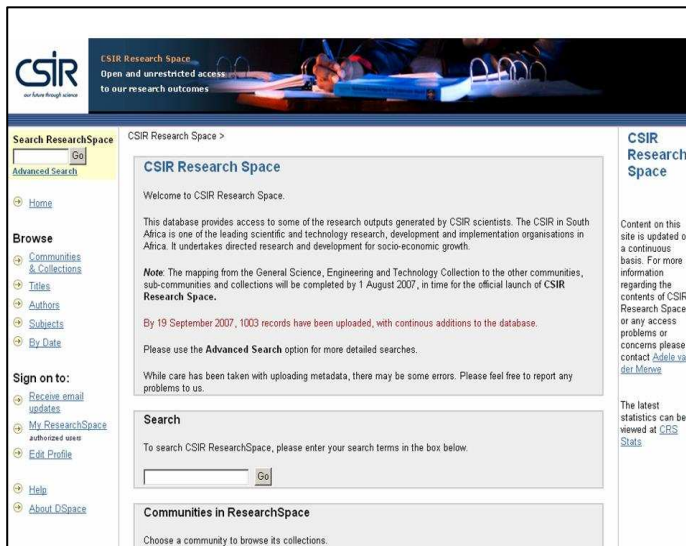 CSIR
our future through science
CSIR Research Space
Open and unrestricted access
to our research outcomes
Search ResearchSpace
Go
Advanced Search
Home
Browse
Communities
& Collections
Titles
Authors
Subjects
By Date
Sign on to:
Receive email
updates
My ResearchSpace
authorized users
Edit Profile
Help
About DSpace
CSIR Research Space >
CSIR Research Space
Welcome to CSIR Research Space.
This database provides access to some of the research outputs generated by CSIR scientists. The CSIR in South
Africa is one of the leading scientific and technology research, development and implementation organisations in
Africa. It undertakes directed research and development for socio-economic growth.
Note: The mapping from the General Science, Engineering and Technology Collection to the other communities,
sub-communities and collections will be completed by 1 August 2007, in time for the official launch of CSIR
Research Space.
By 19 September 2007, 1003 records have been uploaded, with continous additions to the database.
Please use the Advanced Search option for more detailed searches.
While care has been taken with uploading metadata, there may be some errors. Please feel free to report any
problems to us.
Search
To search CSIR ResearchSpace, please enter your search terms in the box below.
Go
Communities in ResearchSpace
Choose a community to browse its collections.
CSIR
Research
Space
Content on this
site is updated o
a continuous
basis. For more
information
regarding the
contents of CSIR
Research Space
or any access
problems or
concerns please
contact Adele va
der Merwe
The latest
statistics can be
viewed at CRS
Stats